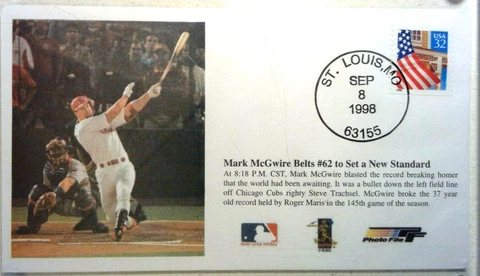 USA
32
ST. LOUIS, MO
SEP
8
1998
63155
Mark McGwire Belts #62 to Set a New Standard
At 8:18 P.M. CST, Mark McGwire blasted the record breaking homer
that the world had been awaiting. It was a bullet down the left field line
off Chicago Cubs righty Steve Trachsel. McGwire broke the 37 year
old record held by Roger Maris in the 145th game of the season.
Photo File